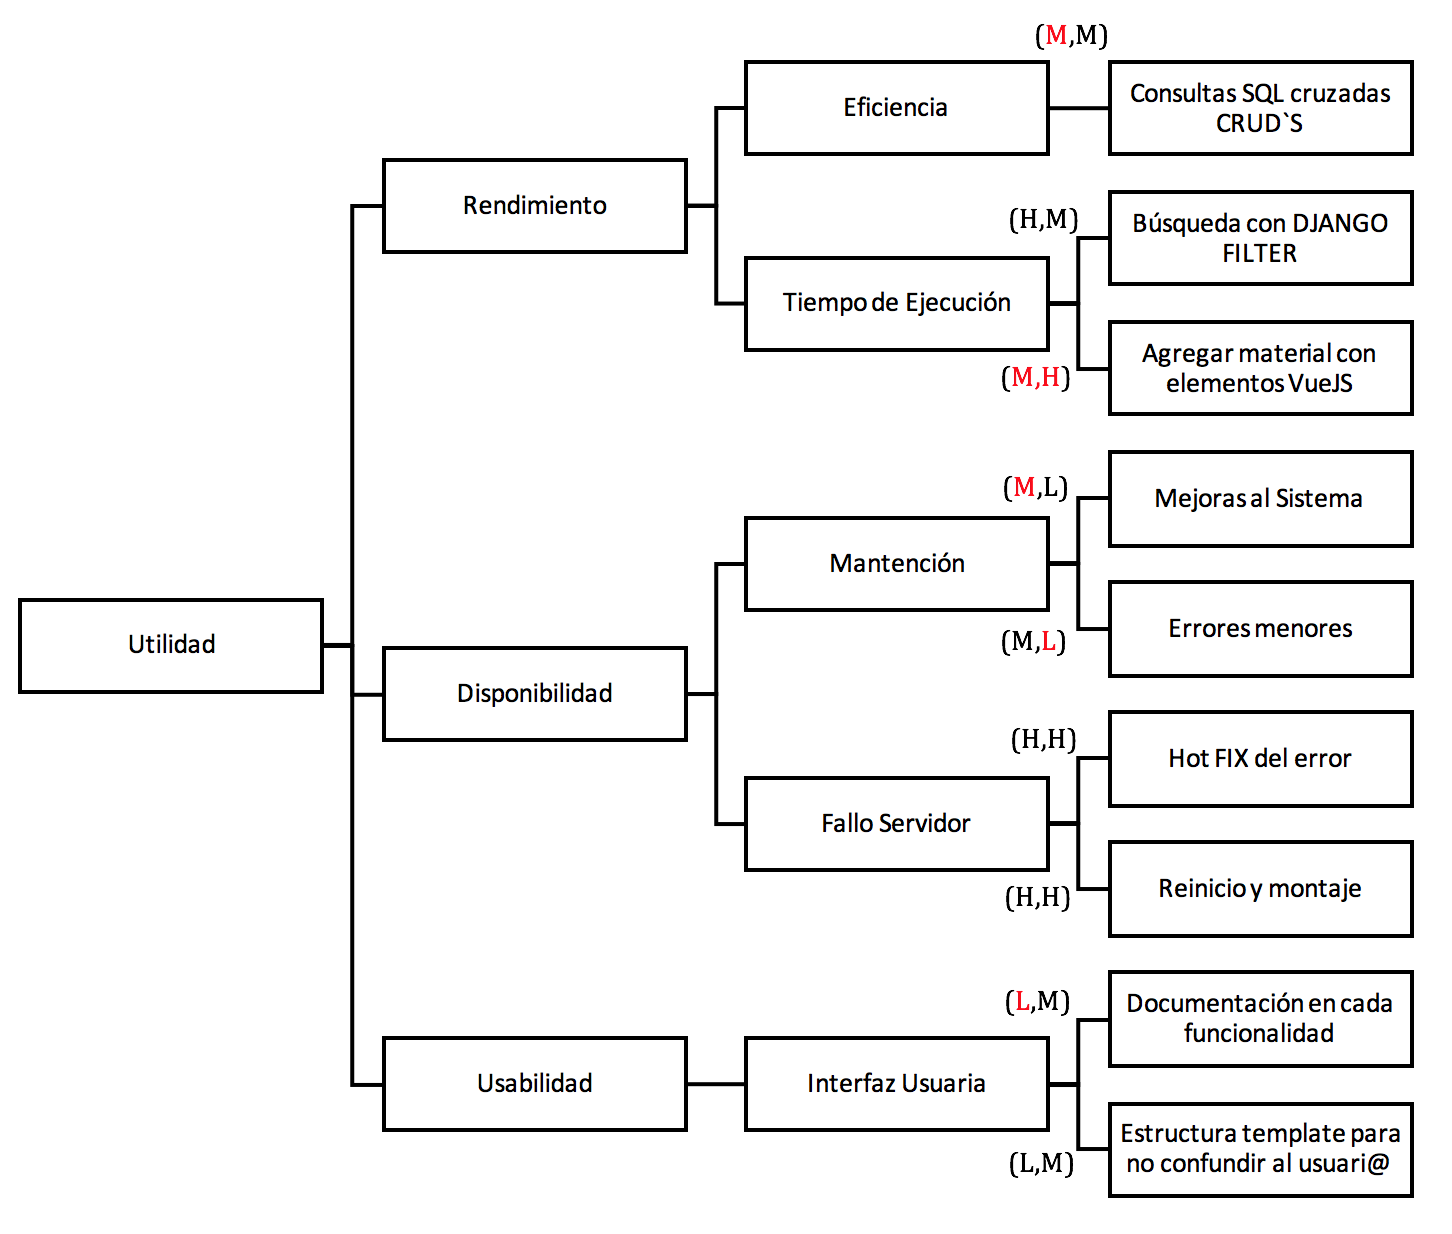 (M,M)
Eficiencia
Consultas SQL cruzadas
CRUD`S
Rendimiento
(H,M)
Búsqueda con DJANGO
FILTER
Tiempo de Ejecución
(M,H)
Agregar material con
elementos VueJS
(M,L)
Mejoras al Sistema
Mantención
(M,L)
Errores menores
Utilidad
Disponibilidad
(H,H)
Hot FIX del error
Fallo Servidor
(H,H)
Reinicio y montaje
(L,M)
Documentación en cada
funcionalidad
Usabilidad
Interfaz Usuaria
(L,M)
Estructura template para
no confundir al usuari@